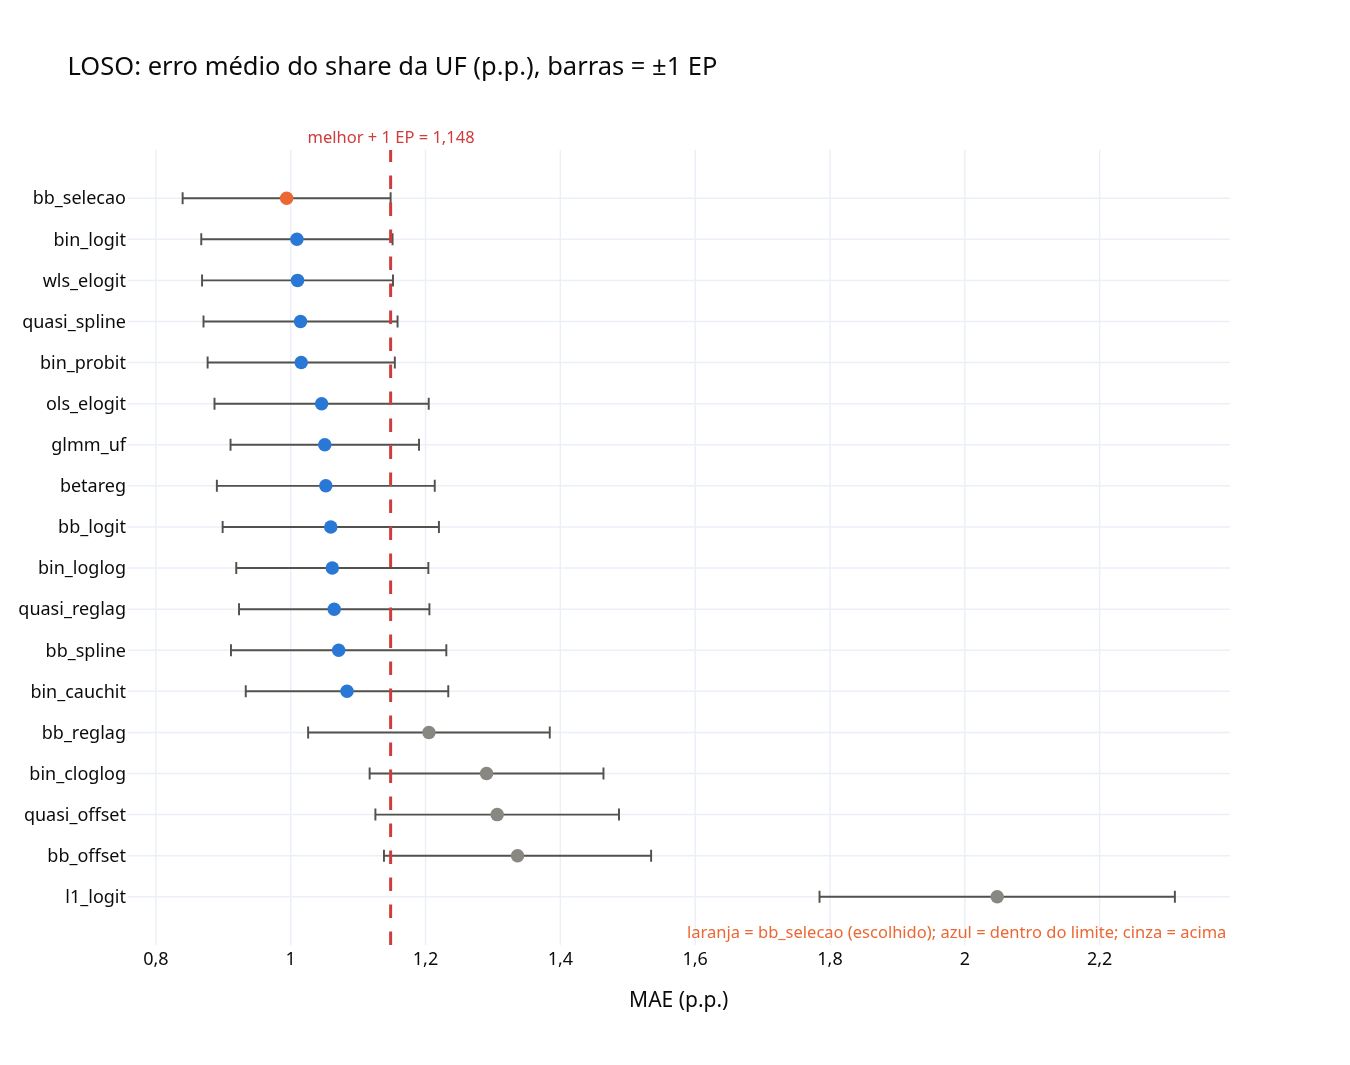 LOSO: erro médio do share da UF (p.p.), barras = ±1 EP
melhor + 1 EP = 1,148
bb_selecao
bin_logit
wls_elogit
quasi_spline
bin_probit
ols_elogit
glmm_uf
betareg
bb_logit
bin_loglog
quasi_reglag
bb_spline
bin_cauchit
bb_reglag
bin_cloglog
quasi_offset
bb_offset
l1_logit
laranja = bb_selecao (escolhido); azul = dentro do limite; cinza = acima
0,8 1 1,2 1,4 1,6 1,8 2 2,2
MAE (p.p.)